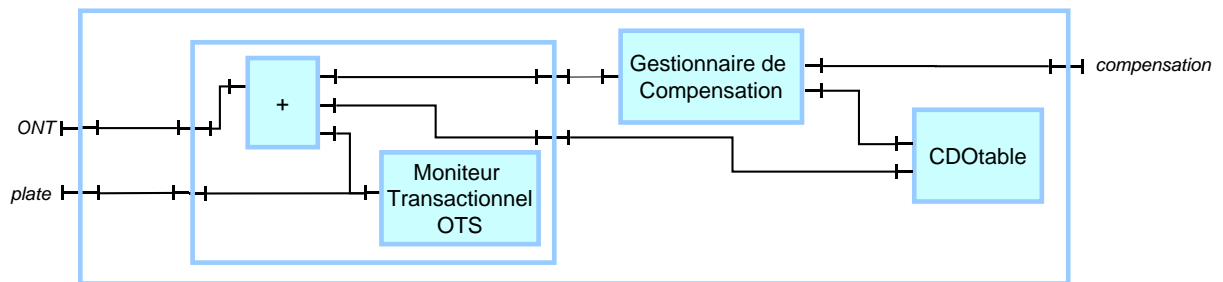 Gestionnaire de
Compensation
compensation
+
ONT
CDOtable
Moniteur
Transactionnel
OTS
plate